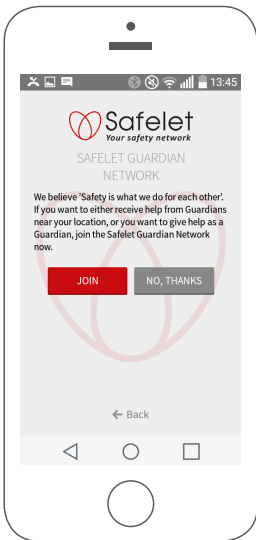 13:45
Safelet
Your safety network
SAFELET GUARDIAN
NETWORK
We believe 'Safety is what we do for each other'.
If you want to either receive help from Guardians
near your location, or you want to give help as a
Guardian, join the Safelet Guardian Network
now.
JOIN
NO, THANKS
Back